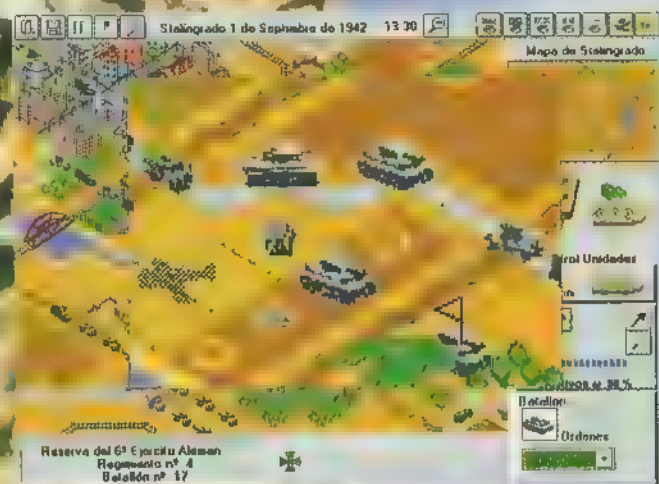 Stalingrado 1 de Septiembre de 1942 13:30
Mapa de Stalingrado
Unidades
Batallón
Ordenes
Reserva del 6º Ejercito Aleman
Regimiento nº 4
Batallón nº 17